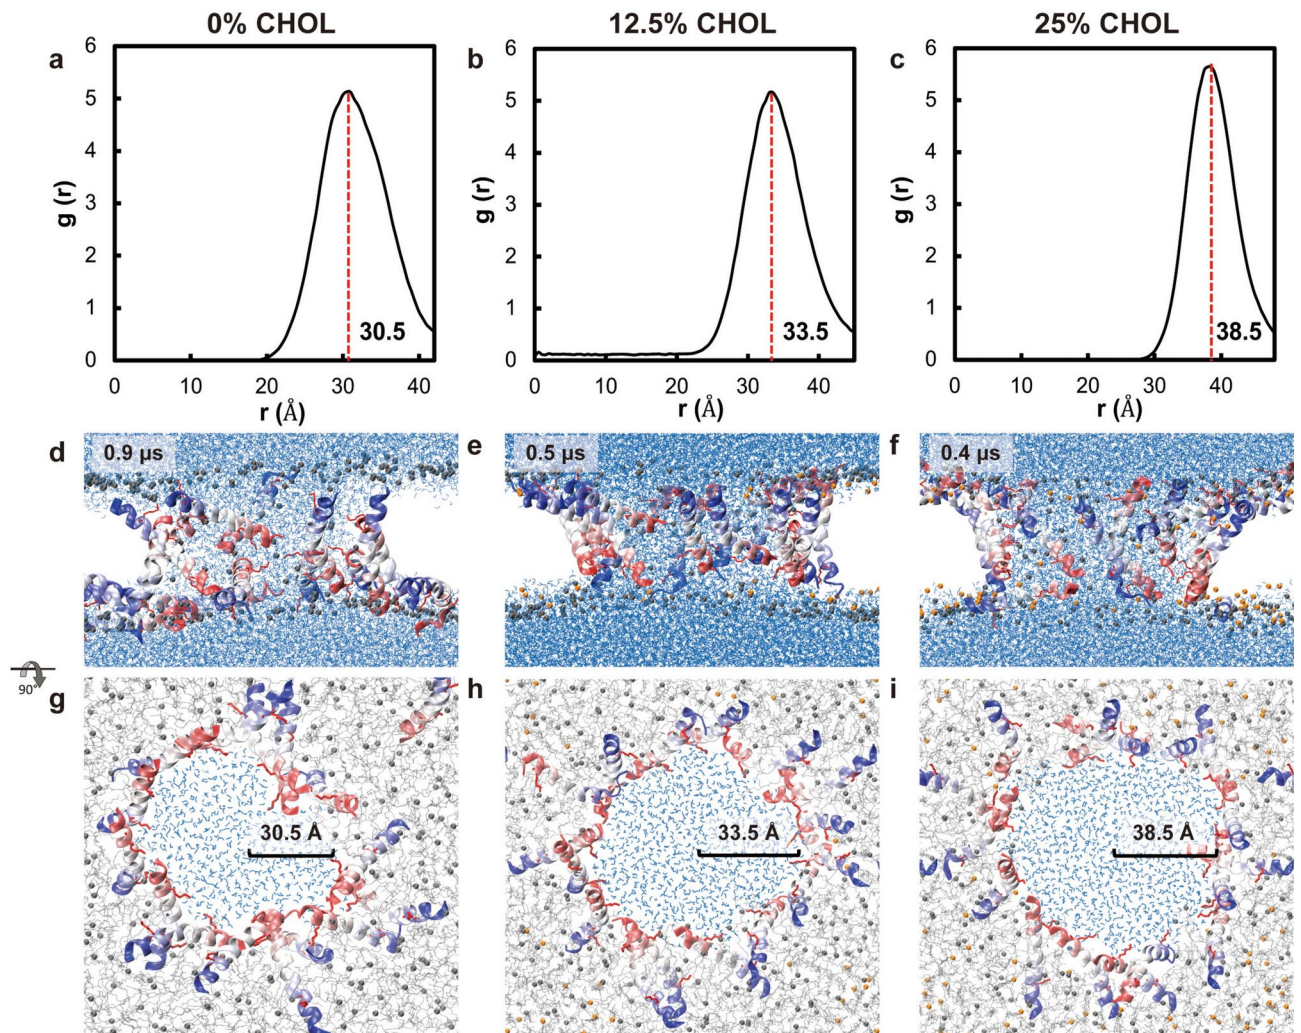 0% CHOL
12.5% CHOL
25% CHOL
a
b
c
6
5
4
3
2
1
0
g (r)
30.5
0 10 20 30 40
r (Å)
6
5
4
3
2
1
0
g (r)
33.5
0 10 20 30 40
r (Å)
6
5
4
3
2
1
0
g (r)
38.5
0 10 20 30 40
r (Å)
d
0.9 µs
e
0.5 µs
f
0.4 µs
90°
g
30.5 Å
h
33.5 Å
i
38.5 Å